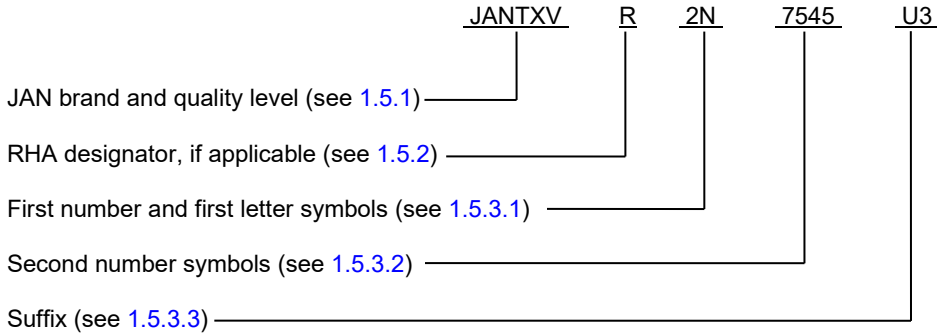 JANTXV R 2N 7545 U3
JAN brand and quality level (see 1.5.1)
RHA designator, if applicable (see 1.5.2)
First number and first letter symbols (see 1.5.3.1)
Second number symbols (see 1.5.3.2)
Suffix (see 1.5.3.3)